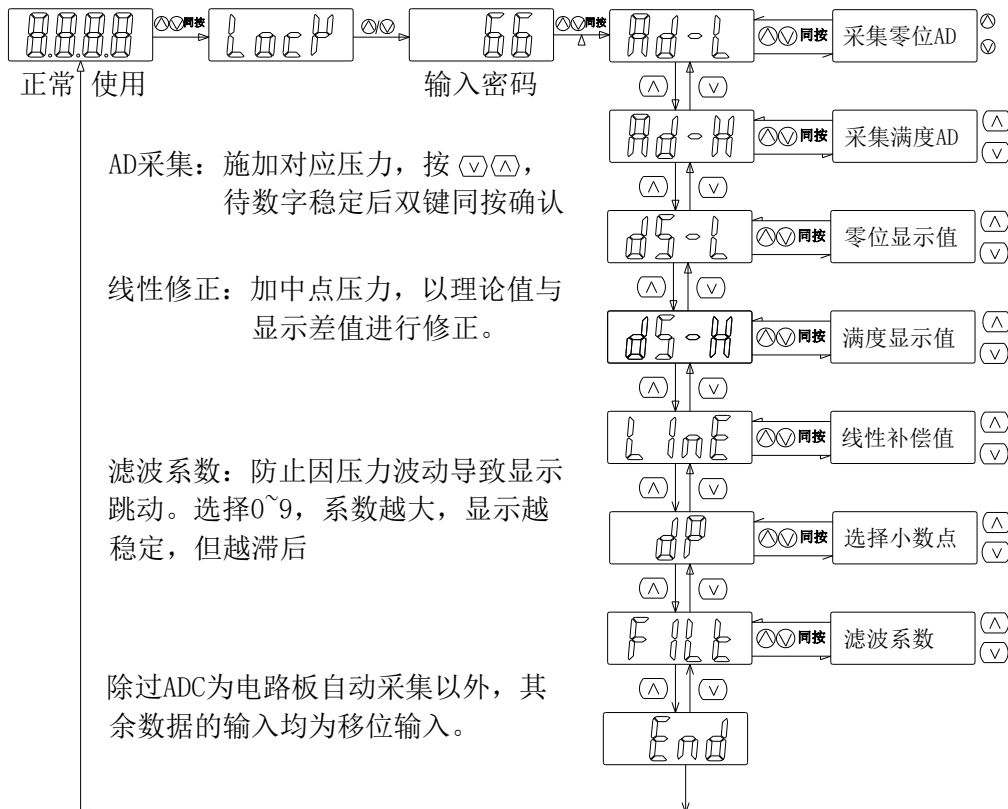 8.8.8.8 同按 LocK 66 同按 Ad-L 同按 采集零位AD
正常 使用 输入密码
Ad-H 同按 采集满度AD
AD采集：施加对应压力，按
待数字稳定后双键同按确认
dS-L 同按 零位显示值
线性修正：加中点压力，以理论值与
显示差值进行修正。
dS-H 同按 满度显示值
LInE 同按 线性补偿值
滤波系数：防止因压力波动导致显示
跳动。选择0~9，系数越大，显示越
稳定，但越滞后
dP 同按 选择小数点
FILt 同按 滤波系数
除过ADC为电路板自动采集以外，其
余数据的输入均为移位输入。
End